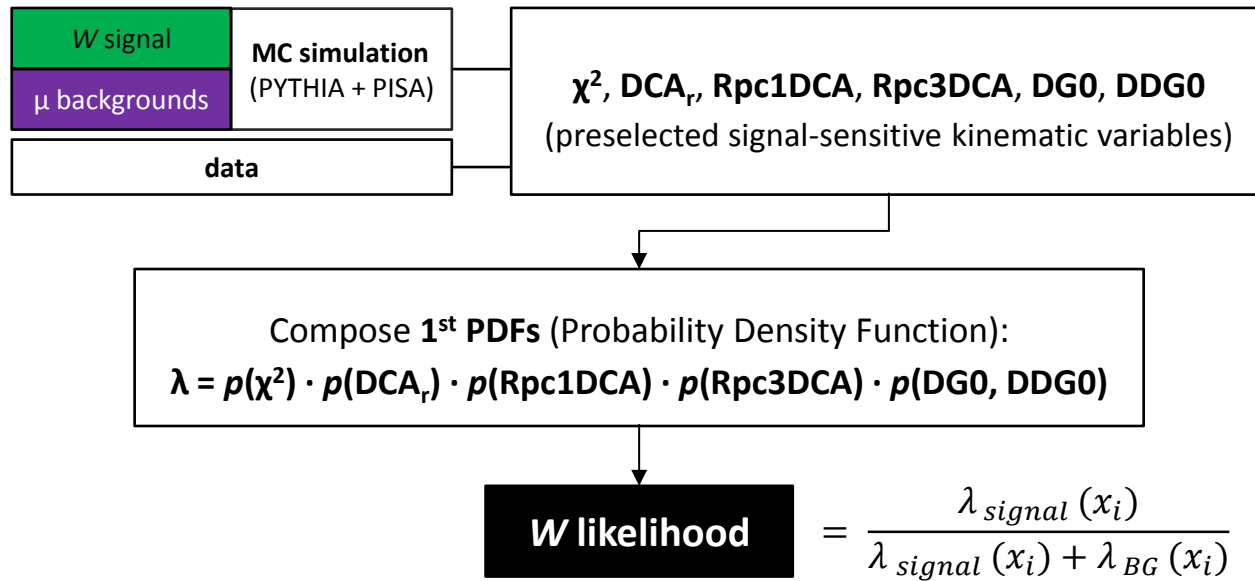 W signal
μ backgrounds
MC simulation
(PYTHIA + PISA)
data
χ², DCAᵣ, Rpc1DCA, Rpc3DCA, DG0, DDG0
(preselected signal-sensitive kinematic variables)
Compose 1ˢᵗ PDFs (Probability Density Function):
λ = p(χ²) · p(DCAᵣ) · p(Rpc1DCA) · p(Rpc3DCA) · p(DG0, DDG0)
W likelihood
= λ signal (xᵢ) / λ signal (xᵢ) + λ BG (xᵢ)